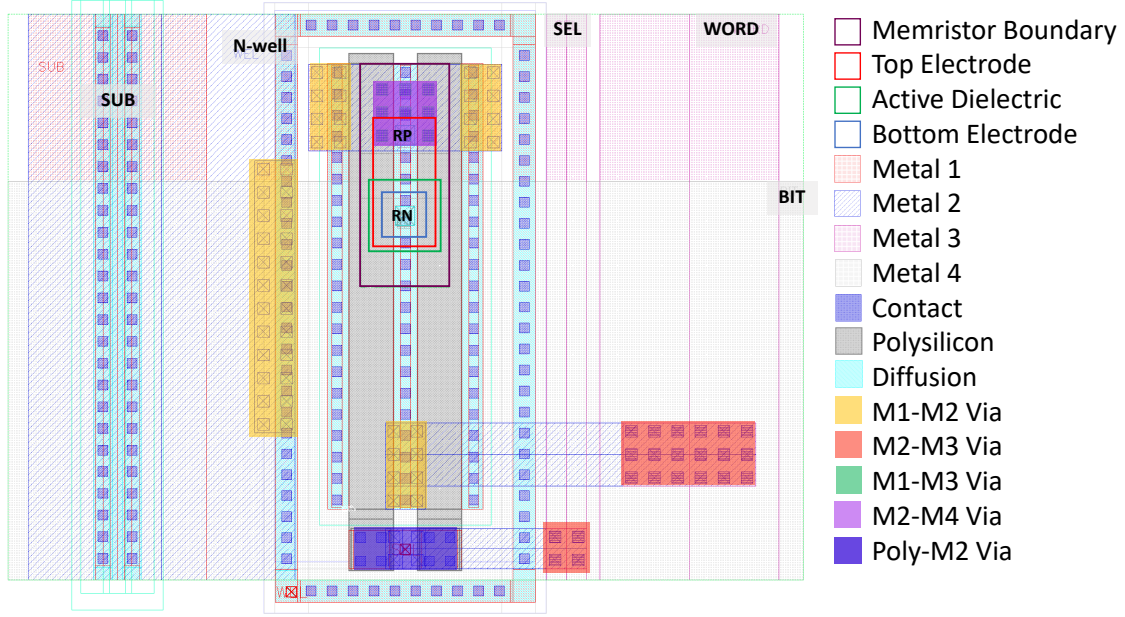 N-well
SEL
WORD
SUB
SUB
RP
RN
BIT
Memristor Boundary
Top Electrode
Active Dielectric
Bottom Electrode
Metal 1
Metal 2
Metal 3
Metal 4
Contact
Polysilicon
Diffusion
M1-M2 Via
M2-M3 Via
M1-M3 Via
M2-M4 Via
Poly-M2 Via